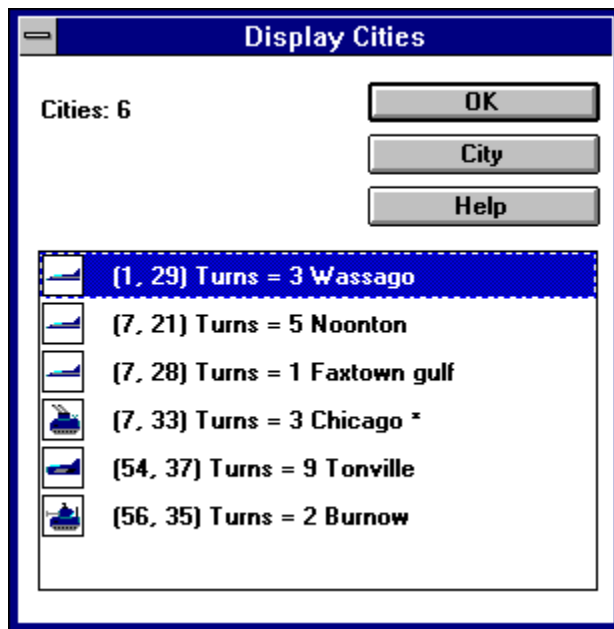 Display Cities
Cities: 6
OK
City
Help
(1, 29) Turns = 3 Wassago
(7, 21) Turns = 5 Noonton
(7, 28) Turns = 1 Faxtown gulf
(7, 33) Turns = 3 Chicago *
(54, 37) Turns = 9 Tonville
(56, 35) Turns = 2 Burnow